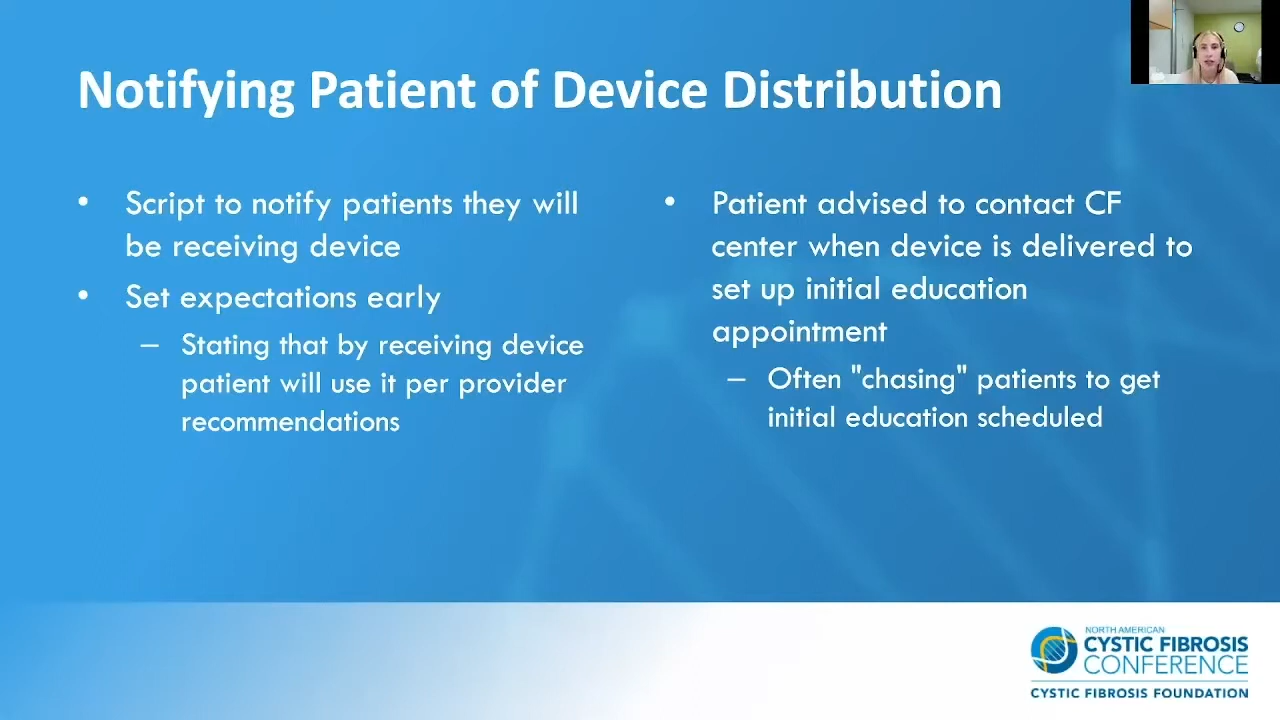 Notifying Patient of Device Distribution
• Script to notify patients they will
be receiving device
• Set expectations early
– Stating that by receiving device
patient will use it per provider
recommendations
• Patient advised to contact CF
center when device is delivered to
set up initial education
appointment
– Often "chasing" patients to get
initial education scheduled
NORTH AMERICAN
CYSTIC FIBROSIS
CONFERENCE
CYSTIC FIBROSIS FOUNDATION